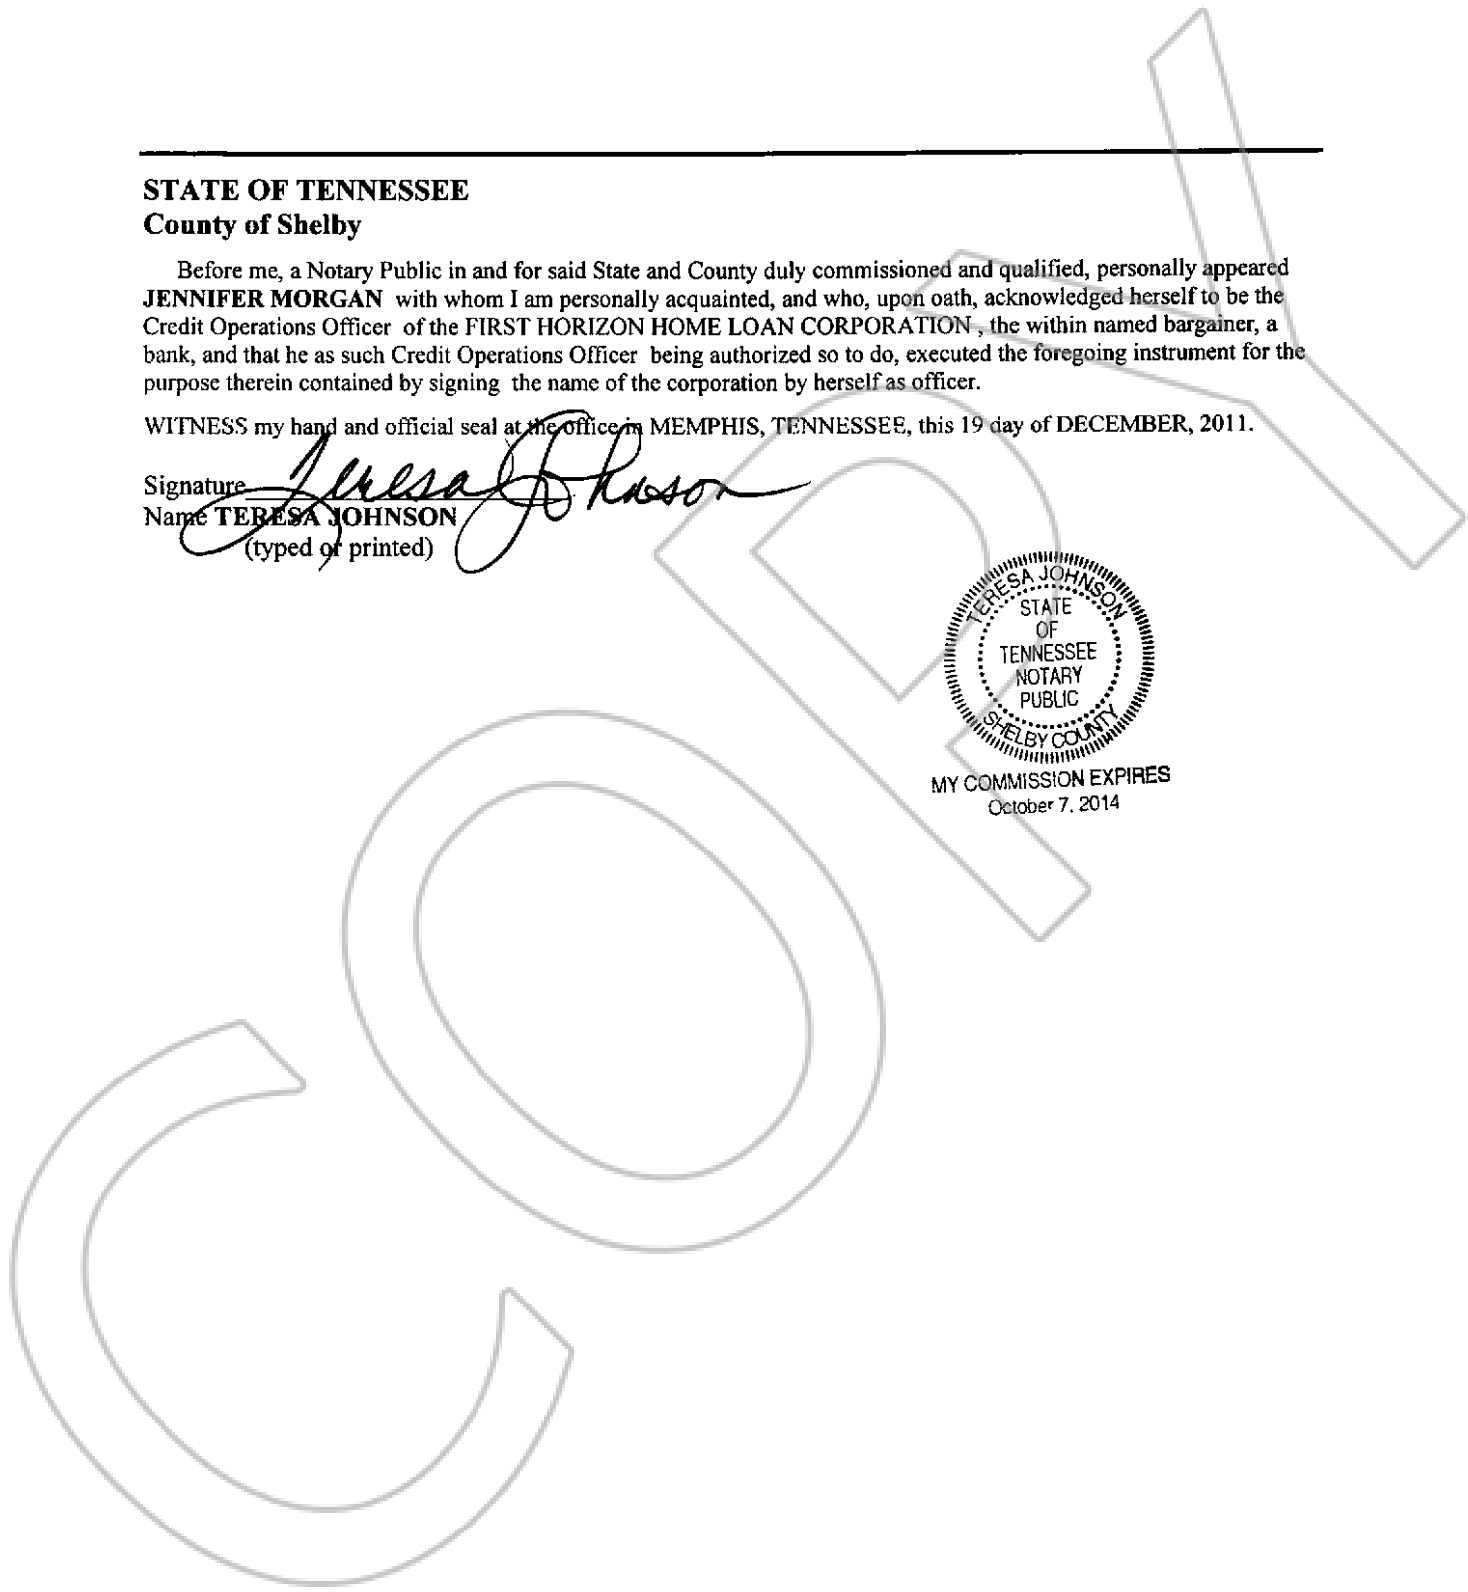 STATE OF TENNESSEE
County of Shelby
Before me, a Notary Public in and for said State and County duly commissioned and qualified, personally appeared
JENNIFER MORGAN with whom I am personally acquainted, and who, upon oath, acknowledged herself to be the
Credit Operations Officer of the FIRST HORIZON HOME LOAN CORPORATION , the within named bargainer, a
bank, and that he as such Credit Operations Officer being authorized so to do, executed the foregoing instrument for the
purpose therein contained by signing the name of the corporation by herself as officer.
WITNESS my hand and official seal at the office in MEMPHIS, TENNESSEE, this 19 day of DECEMBER, 2011.
Signature Teresa Johnson
Name TERESA JOHNSON
(typed or printed)
TERESA JOHNSON
STATE
OF
TENNESSEE
NOTARY
PUBLIC
SHELBY COUNTY
MY COMMISSION EXPIRES
October 7, 2014
COPY